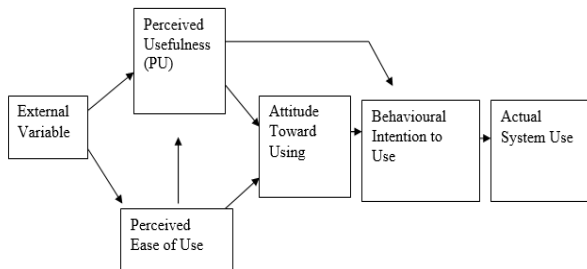 Perceived
Usefulness
(PU)
External
Variable
Attitude
Toward
Using
Behavioural
Intention to
Use
Actual
System Use
Perceived
Ease of Use